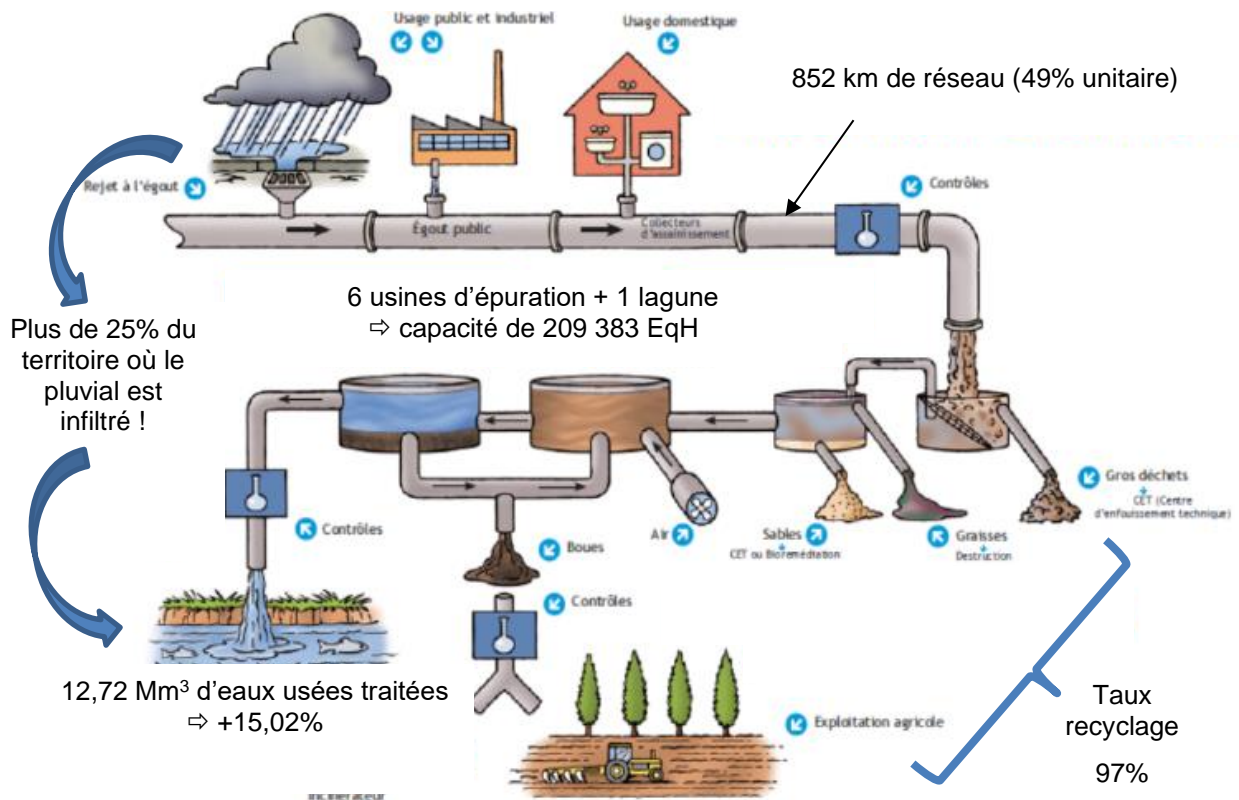 Usage public et industriel
Usage domestique
852 km de réseau (49% unitaire)
Rejet à l'égout
Contrôles
Égout public
Collecteurs
d'assainissement
6 usines d'épuration + 1 lagune
⇨ capacité de 209 383 EqH
Plus de 25% du
territoire où le
pluvial est
infiltré !
Gros déchets
CET (Centre
d'enfouissement technique)
Contrôles
Air
Sables
CET ou Bioremédiation
Graisses
Destruction
Boues
Contrôles
12,72 Mm³ d'eaux usées traitées
⇨ +15,02%
Exploitation agricole
Taux
recyclage
97%